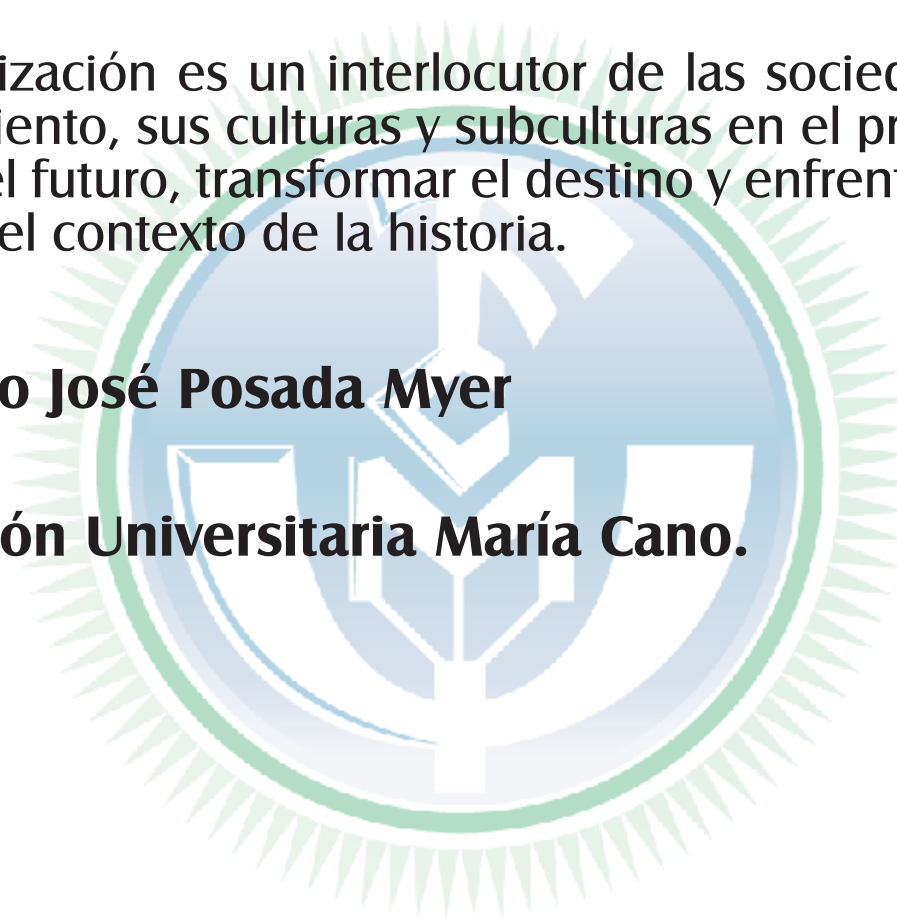 ización es un interlocutor de las socied
iento, sus culturas y subculturas en el pr
el futuro, transformar el destino y enfrent
el contexto de la historia.
o José Posada Myer
ón Universitaria María Cano.